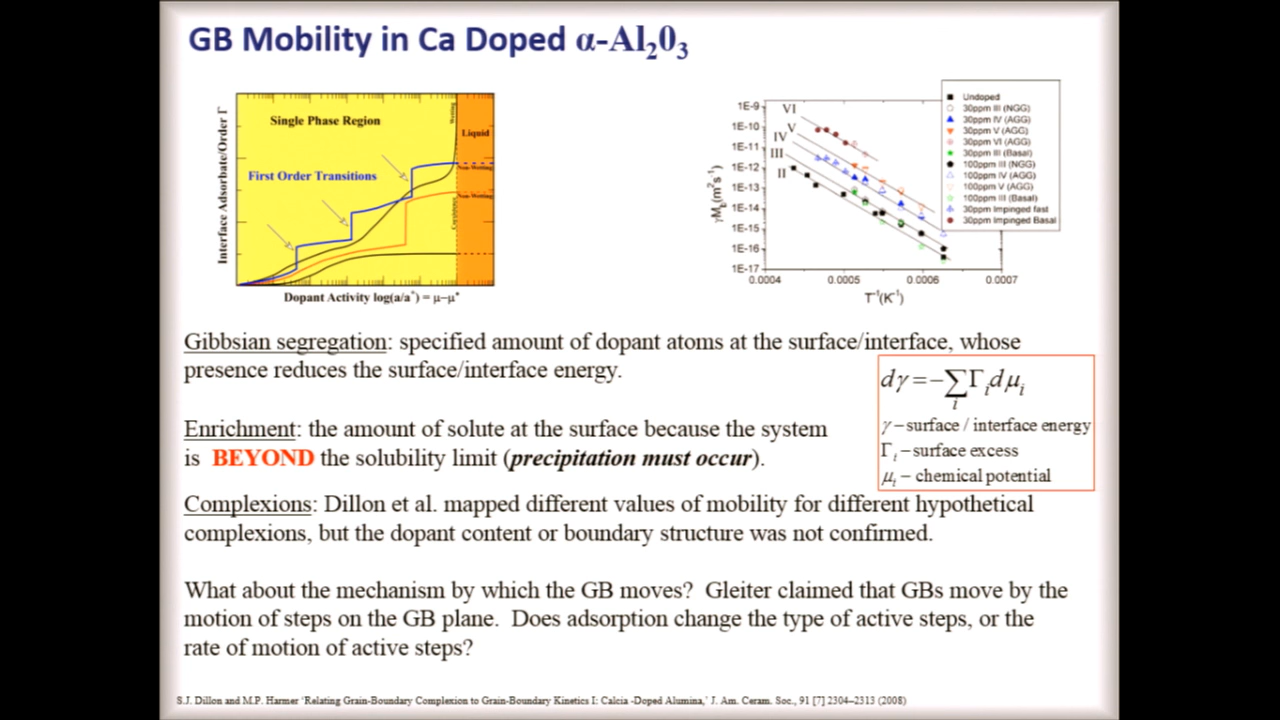 GB Mobility in Ca Doped α-Al₂0₃
Interface Adsorbate/Order Γ
Single Phase Region
First Order Transitions
Liquid
Wetting
Non-Wetting
Non-Wetting
Dopant Activity log(a/a*) = μ–μ*
γM_b(m²s⁻¹)
1E-9
1E-10
1E-11
1E-12
1E-13
1E-14
1E-15
1E-16
1E-17
VI
V
IV
III
II
0.0004
0.0005
0.0006
0.0007
T⁻¹(K⁻¹)
Undoped
30ppm III (NGG)
30ppm IV (AGG)
30ppm V (AGG)
30ppm VI (AGG)
30ppm III (Basal)
100ppm III (NGG)
100ppm IV (AGG)
100ppm V (AGG)
100ppm III (Basal)
30ppm Impinged fast
30ppm Impinged Basal
Gibbsian segregation: specified amount of dopant atoms at the surface/interface, whose
presence reduces the surface/interface energy.
dγ=−∑Γᵢdμᵢ
i
γ–surface / interface energy
Γᵢ–surface excess
μᵢ – chemical potential
Enrichment: the amount of solute at the surface because the system
is BEYOND the solubility limit (precipitation must occur).
Complexions: Dillon et al. mapped different values of mobility for different hypothetical
complexions, but the dopant content or boundary structure was not confirmed.
What about the mechanism by which the GB moves? Gleiter claimed that GBs move by the
motion of steps on the GB plane. Does adsorption change the type of active steps, or the
rate of motion of active steps?
S.J. Dillon and M.P. Harmer ‘Relating Grain-Boundary Complexion to Grain-Boundary Kinetics I: Calcia -Doped Alumina,’ J. Am. Ceram. Soc., 91 [7] 2304–2313 (2008)